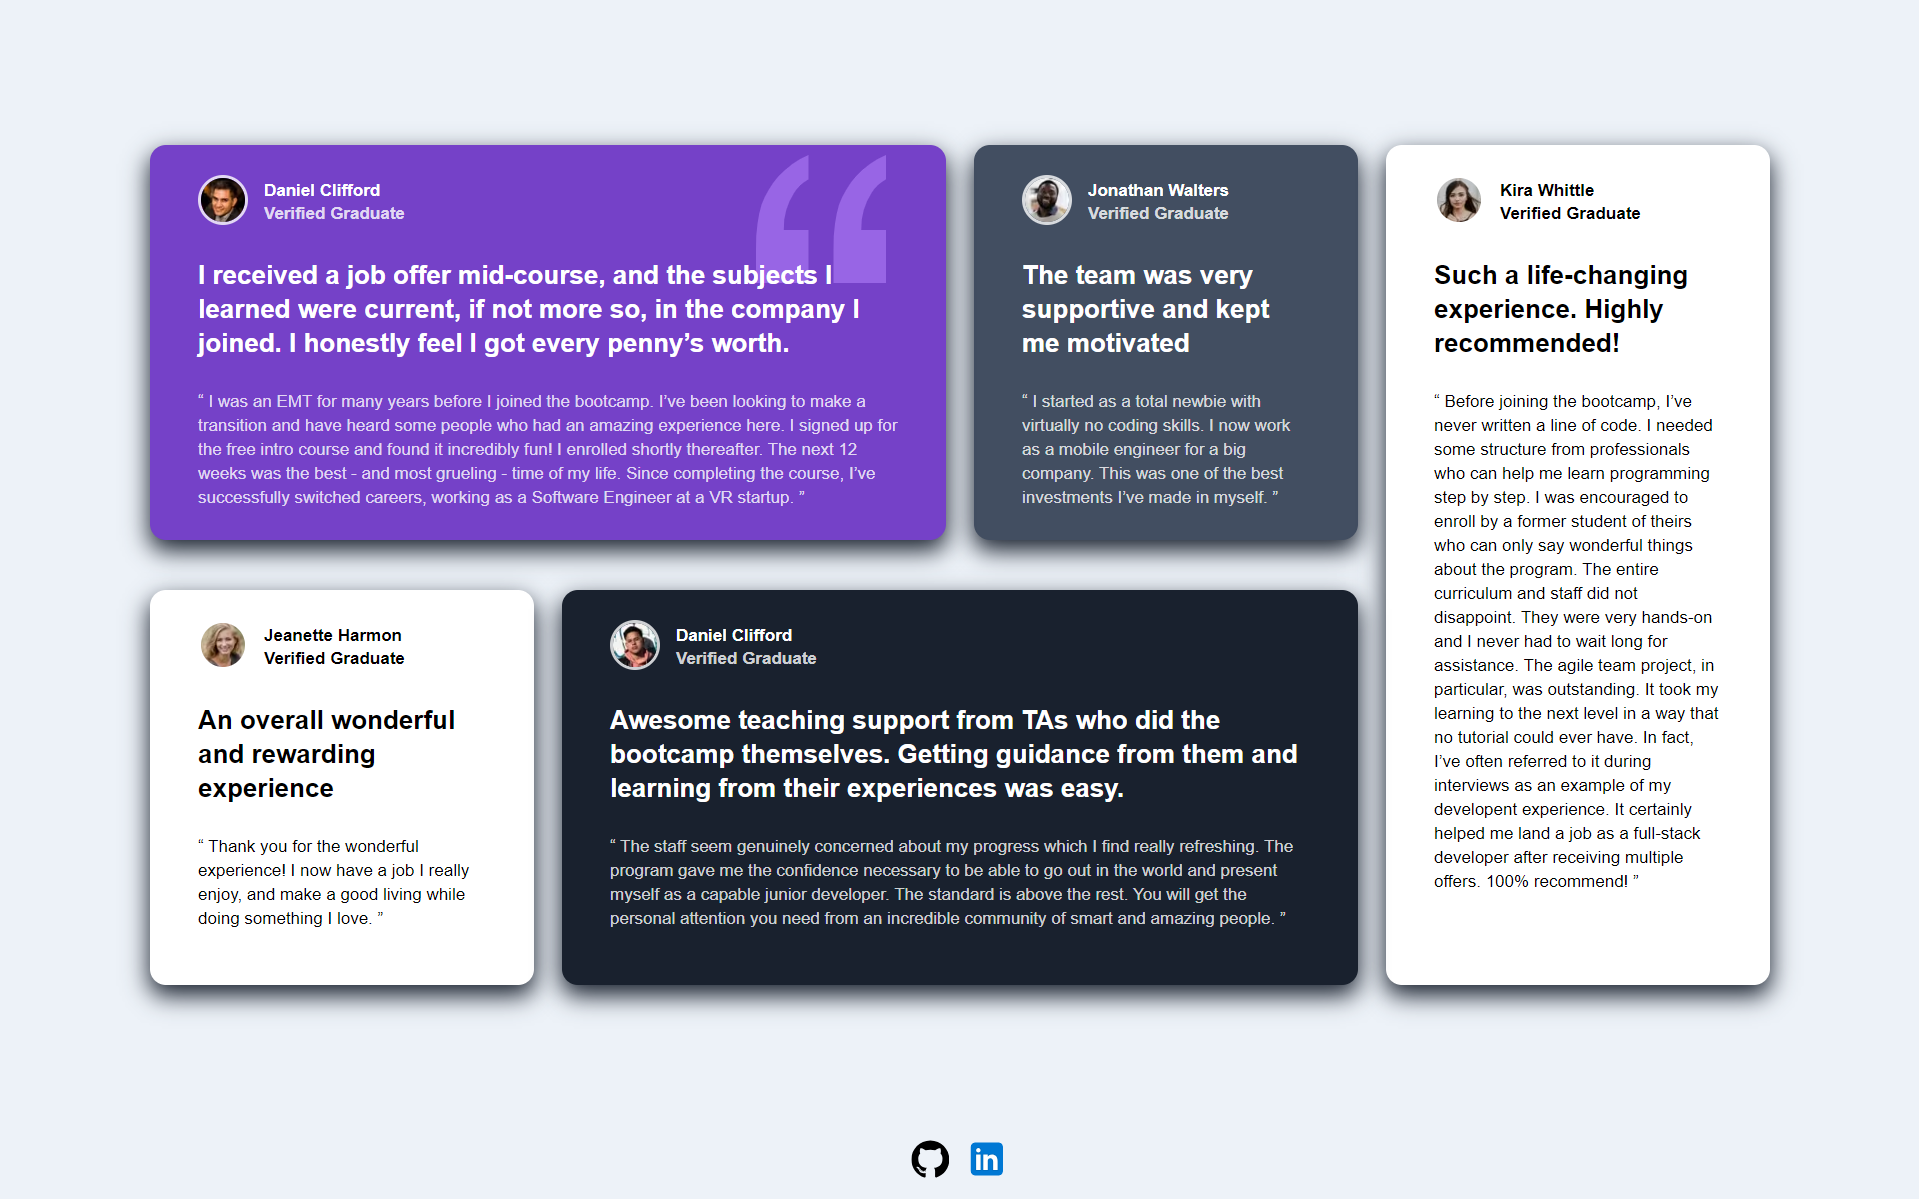 Daniel Clifford
Verified Graduate
I received a job offer mid-course, and the subjects I
learned were current, if not more so, in the company I
joined. I honestly feel I got every penny’s worth.
“ I was an EMT for many years before I joined the bootcamp. I’ve been looking to make a
transition and have heard some people who had an amazing experience here. I signed up for
the free intro course and found it incredibly fun! I enrolled shortly thereafter. The next 12
weeks was the best - and most grueling - time of my life. Since completing the course, I’ve
successfully switched careers, working as a Software Engineer at a VR startup. ”
Jonathan Walters
Verified Graduate
The team was very
supportive and kept
me motivated
“ I started as a total newbie with
virtually no coding skills. I now work
as a mobile engineer for a big
company. This was one of the best
investments I’ve made in myself. ”
Kira Whittle
Verified Graduate
Such a life-changing
experience. Highly
recommended!
“ Before joining the bootcamp, I’ve
never written a line of code. I needed
some structure from professionals
who can help me learn programming
step by step. I was encouraged to
enroll by a former student of theirs
who can only say wonderful things
about the program. The entire
curriculum and staff did not
disappoint. They were very hands-on
and I never had to wait long for
assistance. The agile team project, in
particular, was outstanding. It took my
learning to the next level in a way that
no tutorial could ever have. In fact,
I’ve often referred to it during
interviews as an example of my
developent experience. It certainly
helped me land a job as a full-stack
developer after receiving multiple
offers. 100% recommend! ”
Jeanette Harmon
Verified Graduate
An overall wonderful
and rewarding
experience
“ Thank you for the wonderful
experience! I now have a job I really
enjoy, and make a good living while
doing something I love. ”
Daniel Clifford
Verified Graduate
Awesome teaching support from TAs who did the
bootcamp themselves. Getting guidance from them and
learning from their experiences was easy.
“ The staff seem genuinely concerned about my progress which I find really refreshing. The
program gave me the confidence necessary to be able to go out in the world and present
myself as a capable junior developer. The standard is above the rest. You will get the
personal attention you need from an incredible community of smart and amazing people. ”
in